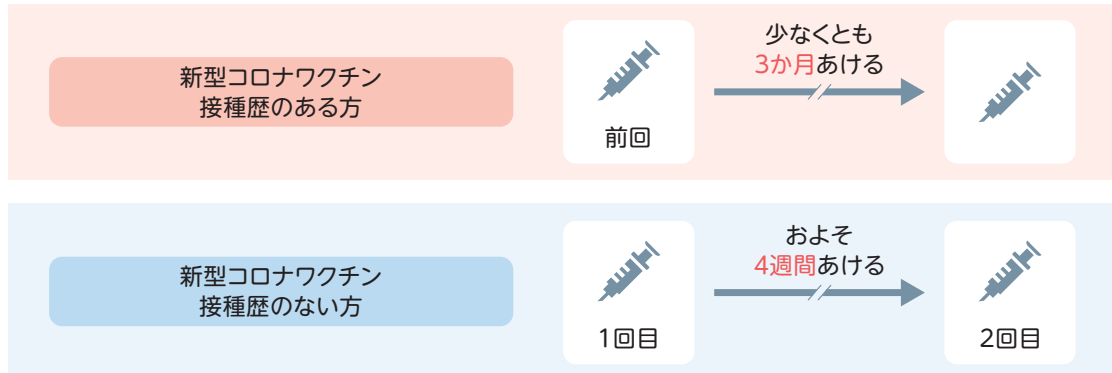 新型コロナワクチン
接種歴のある方
前回
少なくとも
3か月あける
新型コロナワクチン
接種歴のない方
1回目
およそ
4週間あける
2回目